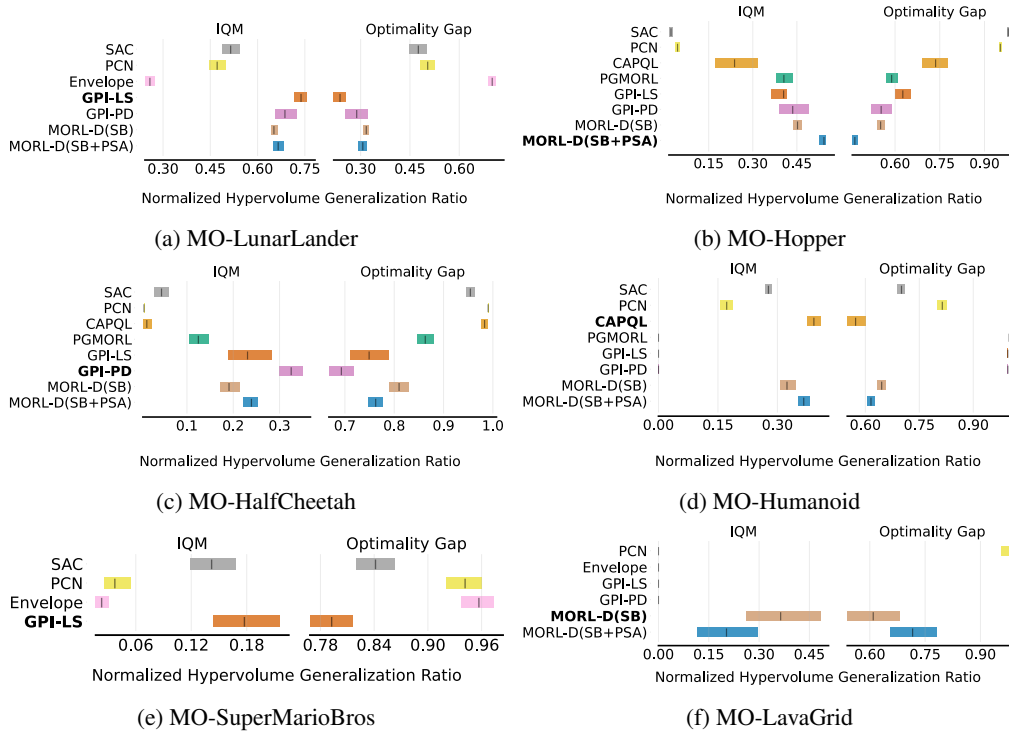 IQM Optimality Gap
SAC
PCN
Envelope
GPI-LS
GPI-PD
MORL-D(SB)
MORL-D(SB+PSA)
0.30 0.45 0.60 0.30 0.45 0.60
Normalized Hypervolume Generalization Ratio
(a) MO-LunarLander
IQM Optimality Gap
SAC
PCN
CAPQL
PGMORL
GPI-LS
GPI-PD
MORL-D(SB)
MORL-D(SB+PSA)
0.15 0.30 0.45 0.60 0.75 0.90
Normalized Hypervolume Generalization Ratio
(b) MO-Hopper
IQM Optimality Gap
SAC
PCN
CAPQL
PGMORL
GPI-LS
GPI-PD
MORL-D(SB)
MORL-D(SB+PSA)
0.1 0.2 0.3 0.7 0.8 0.9 1.0
Normalized Hypervolume Generalization Ratio
(c) MO-HalfCheetah
IQM Optimality Gap
SAC
PCN
CAPQL
PGMORL
GPI-LS
GPI-PD
MORL-D(SB)
MORL-D(SB+PSA)
0.00 0.15 0.30 0.60 0.75 0.90
Normalized Hypervolume Generalization Ratio
(d) MO-Humanoid
IQM Optimality Gap
SAC
PCN
Envelope
GPI-LS
0.06 0.12 0.18 0.78 0.84 0.90 0.96
Normalized Hypervolume Generalization Ratio
(e) MO-SuperMarioBros
IQM Optimality Gap
PCN
Envelope
GPI-LS
GPI-PD
MORL-D(SB)
MORL-D(SB+PSA)
0.00 0.15 0.30 0.45 0.60 0.75 0.90
Normalized Hypervolume Generalization Ratio
(f) MO-LavaGrid